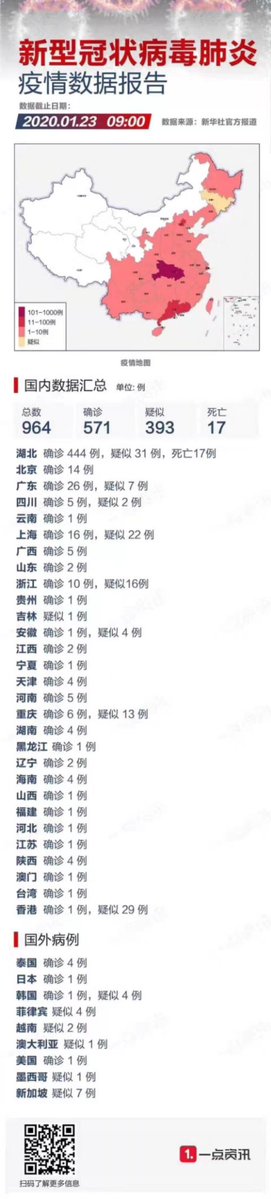 新型冠状病毒肺炎
疫情数据报告
数据截止日期：
2020.01.23 09:00 数据来源：新华社官方报道
101-1000例
11-100例
1-10例
疑似
疫情地图
国内数据汇总 单位: 例
总数 确诊 疑似 死亡
964 571 393 17
湖北 确诊 444 例，疑似 31 例，死亡17例
北京 确诊 14 例
广东 确诊 26 例，疑似 7 例
四川 确诊 5 例，疑似 2 例
云南 确诊 1 例
上海 确诊 16 例，疑似 22 例
广西 确诊 5 例
山东 确诊 2 例
浙江 确诊 10 例，疑似16例
贵州 确诊 1 例
吉林 疑似 1 例
安徽 确诊 1 例，疑似 4 例
江西 确诊 2 例
宁夏 确诊 1 例
天津 确诊 4 例
河南 确诊 5 例
重庆 确诊 6 例，疑似 13 例
湖南 确诊 4 例
黑龙江 确诊 1 例
辽宁 确诊 2 例
海南 确诊 4 例
山西 确诊 1 例
福建 确诊 1 例
河北 确诊 1 例
江苏 确诊 1 例
陕西 确诊 4 例
澳门 确诊 1 例
台湾 确诊 1 例
香港 确诊 1 例，疑似 29 例
国外病例
泰国 确诊 4 例
日本 确诊 1 例
韩国 确诊 1 例，疑似 4 例
菲律宾 疑似 4 例
越南 疑似 2 例
澳大利亚 疑似 1 例
美国 确诊 1 例
墨西哥 疑似 1 例
新加坡 疑似 7 例
扫码了解更多信息
1. 一点资讯